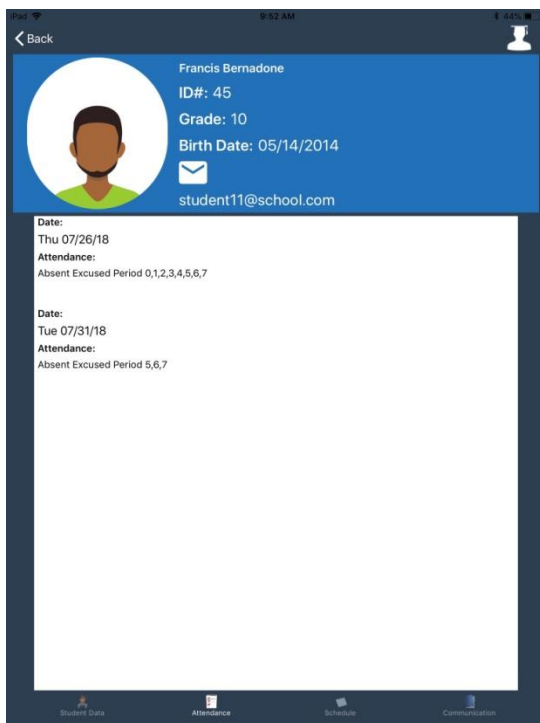 iPad 9:52 AM 44%
Back
Francis Bernadone
ID#: 45
Grade: 10
Birth Date: 05/14/2014
student11@school.com
Date:
Thu 07/26/18
Attendance:
Absent Excused Period 0,1,2,3,4,5,6,7
Date:
Tue 07/31/18
Attendance:
Absent Excused Period 5,6,7
Student Data Attendance Schedule Communication